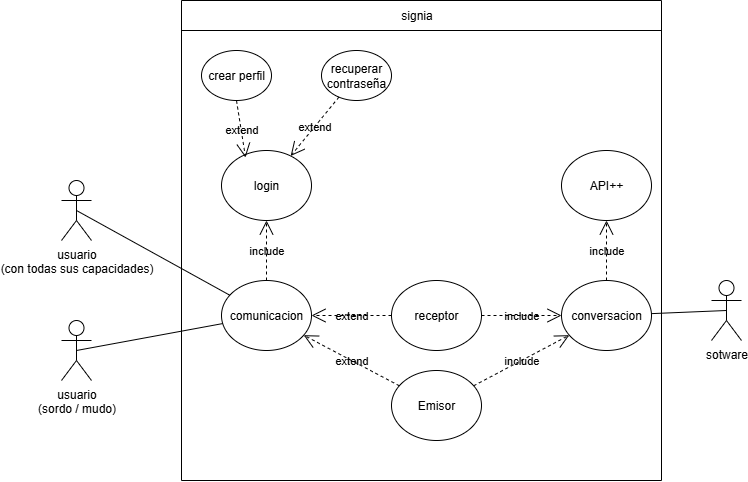 signia
crear perfil
recuperar
contraseña
extend
extend
login
API++
usuario
(con todas sus capacidades)
include
include
comunicacion
extend
receptor
include
conversacion
sotware
usuario
(sordo / mudo)
extend
include
Emisor